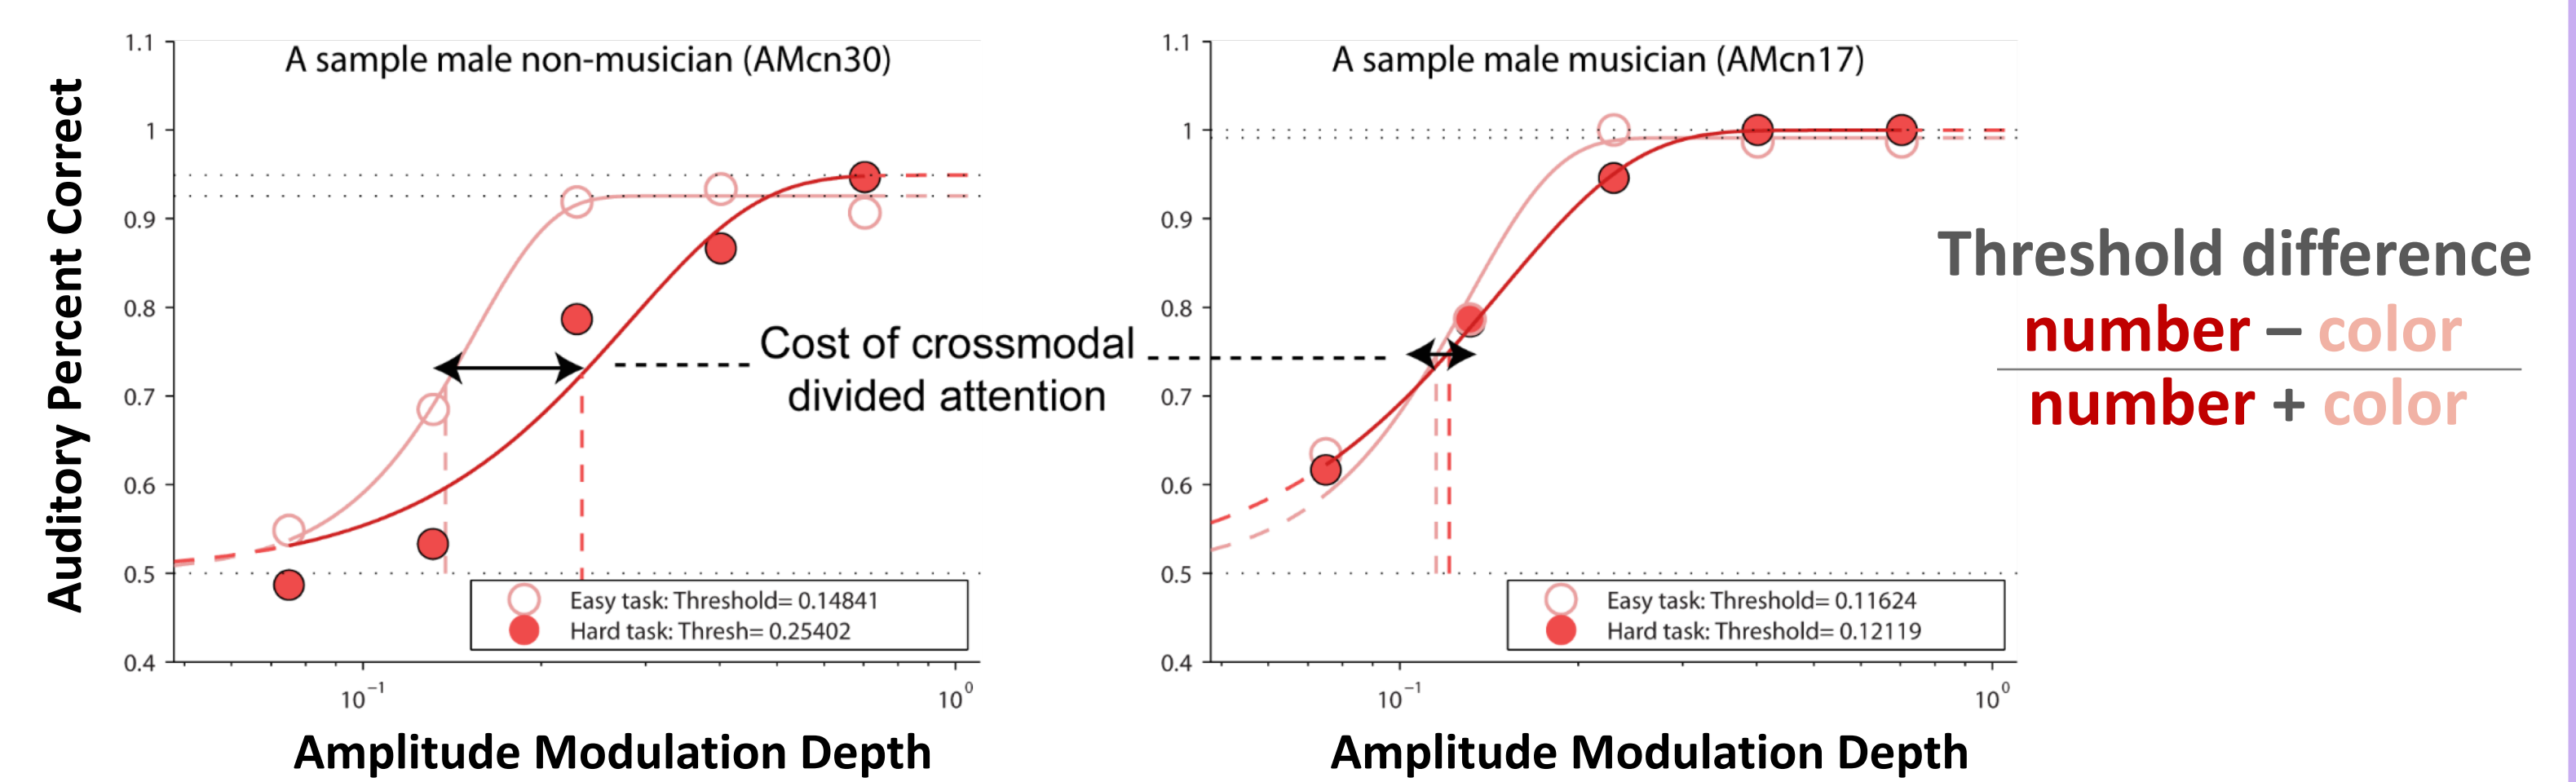 Auditory Percent Correct
A sample male non-musician (AMcn30)
1.1
1
0.9
0.8
0.7
0.6
0.5
0.4
Easy task: Threshold= 0.14841
Hard task: Thresh= 0.25402
10⁻¹
10⁰
Amplitude Modulation Depth
Cost of crossmodal
divided attention
A sample male musician (AMcn17)
1.1
1
0.9
0.8
0.7
0.6
0.5
0.4
Easy task: Threshold= 0.11624
Hard task: Threshold= 0.12119
10⁻¹
10⁰
Amplitude Modulation Depth
Threshold difference
number – color
number + color